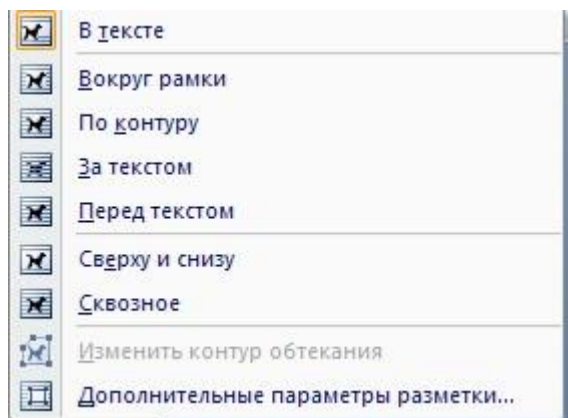 В тексте
Вокруг рамки
По контуру
За текстом
Перед текстом
Сверху и снизу
Сквозное
Изменить контур обтекания
Дополнительные параметры разметки...